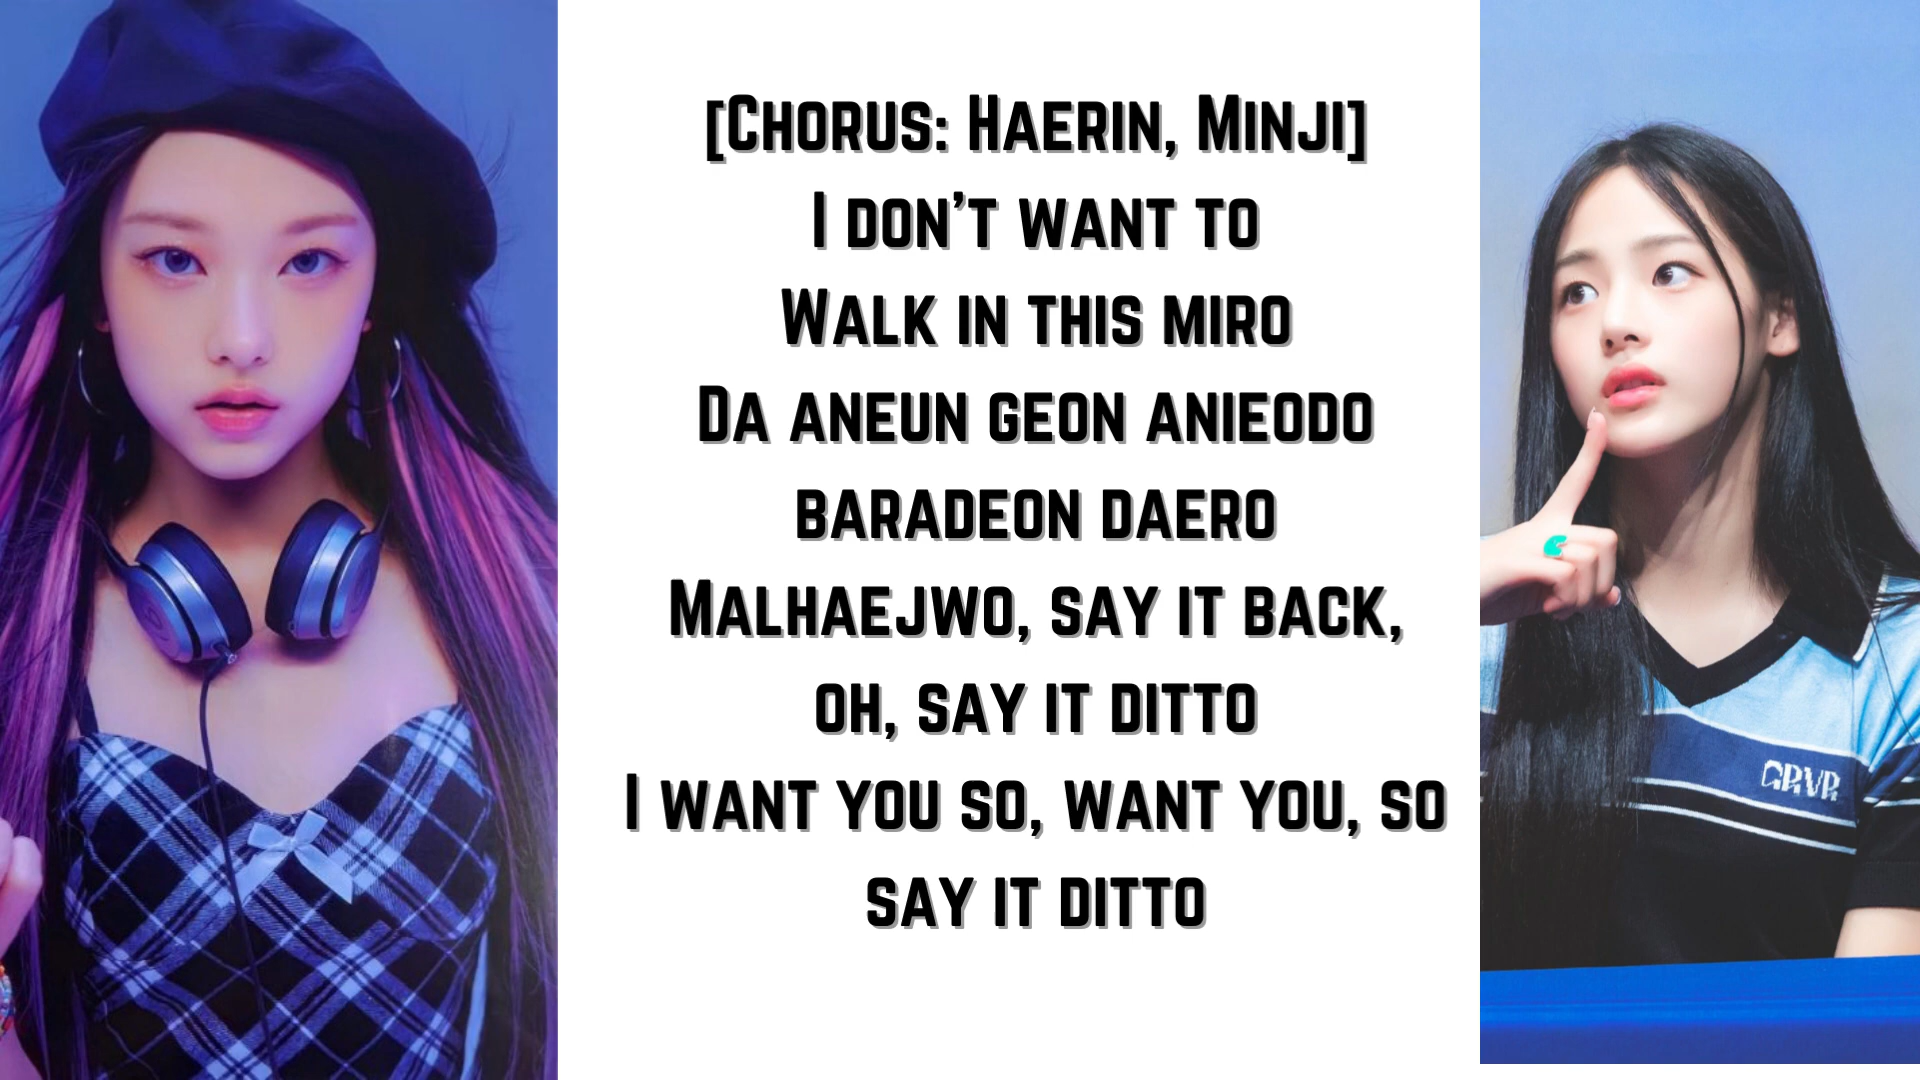 [Chorus: Haerin, Minji]
I don’t want to
Walk in this miro
Da aneun geon anieodo
baradeon daero
Malhaejwo, say it back,
oh, say it ditto
I want you so, want you, so
say it ditto
GRVR